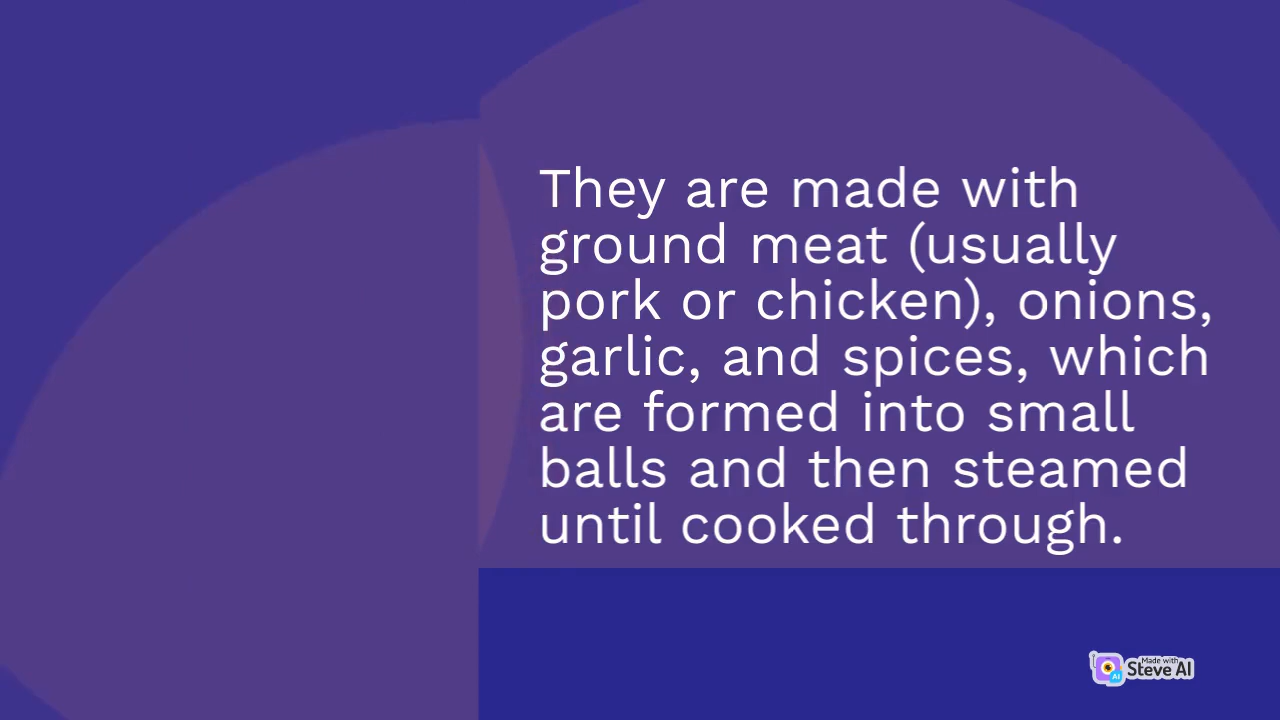 They are made with
ground meat (usually
pork or chicken), onions,
garlic, and spices, which
are formed into small
balls and then steamed
until cooked through.
Made with
Steve AI
AI